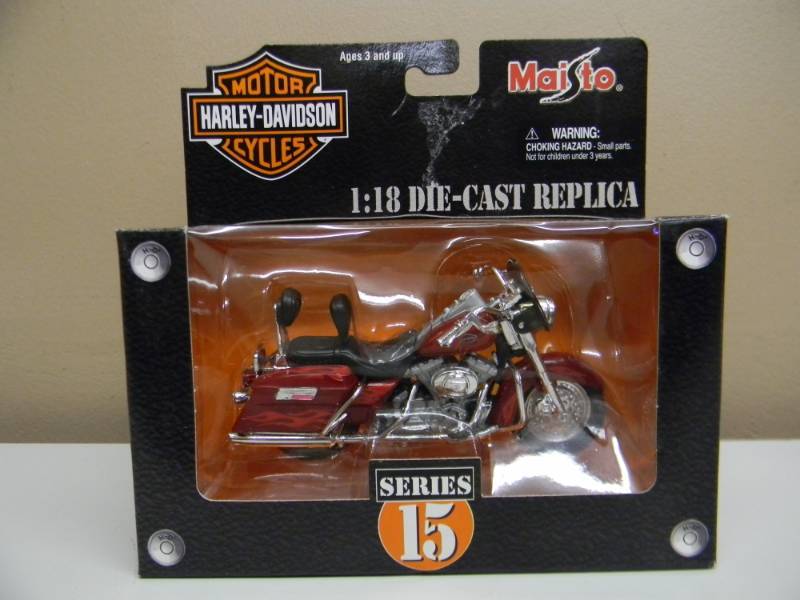 Ages 3 and up
MOTOR
HARLEY-DAVIDSON
CYCLES
Maisto®
WARNING:
CHOKING HAZARD - Small parts.
Not for children under 3 years.
1:18 DIE-CAST REPLICA
SERIES
15